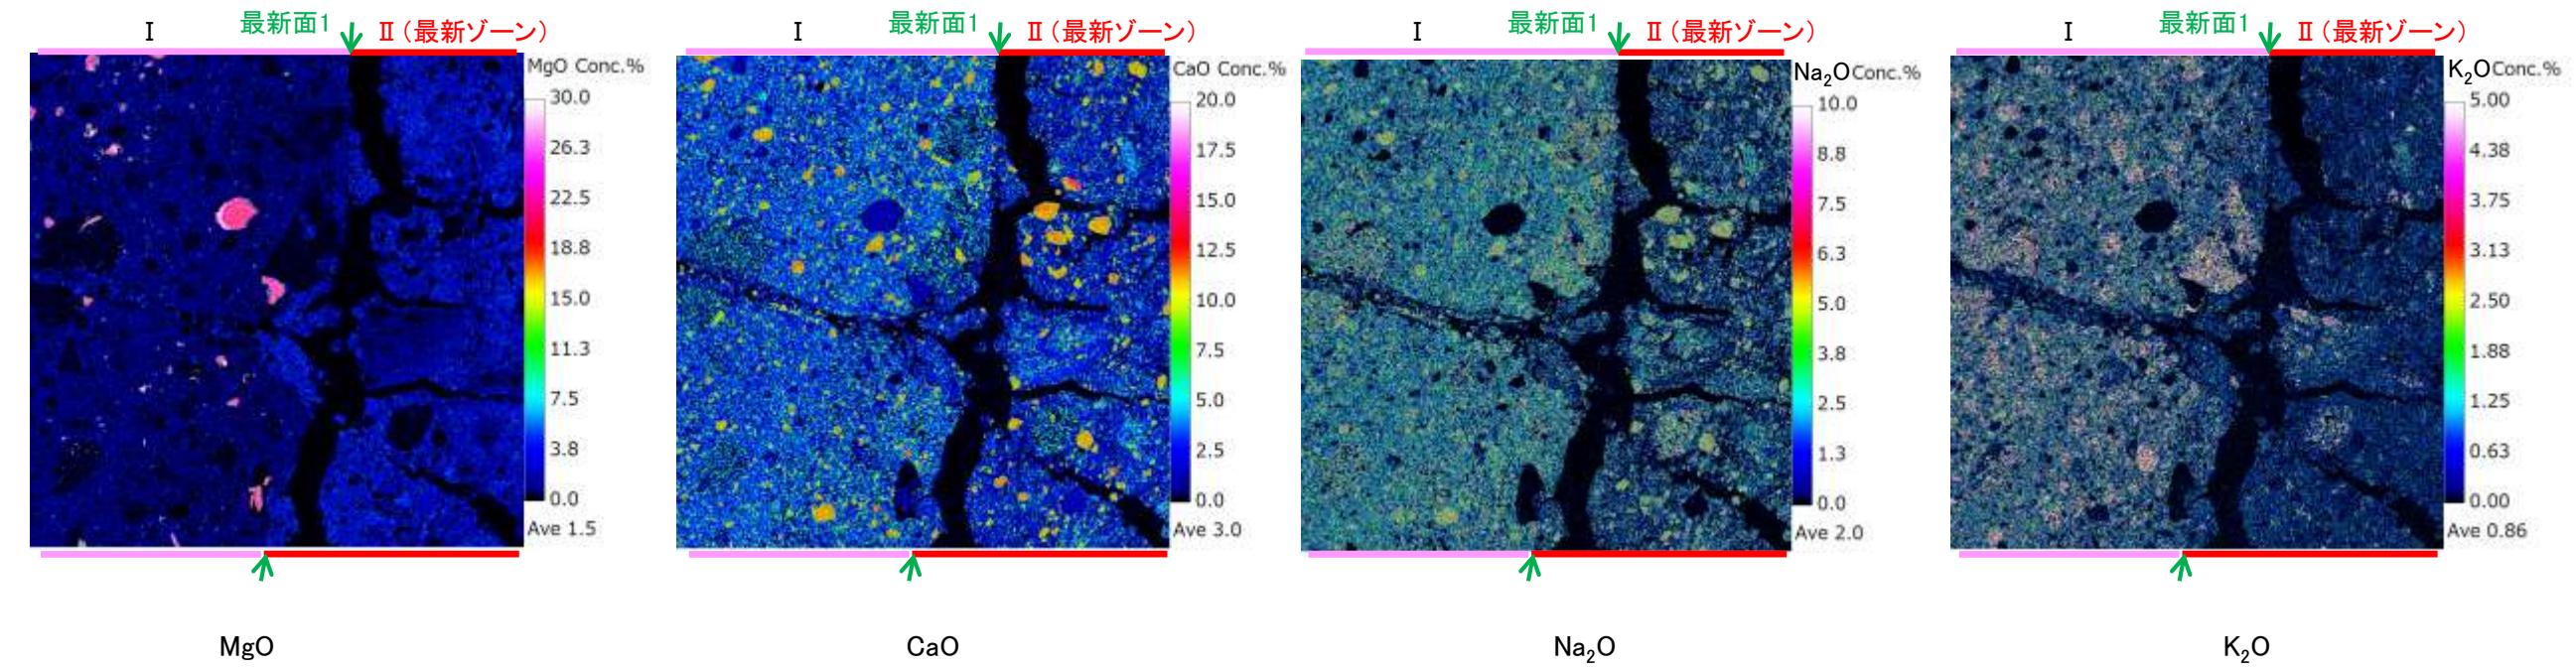 I 最新面1 Ⅱ（最新ゾーン）
MgO Conc.%
30.0
26.3
22.5
18.8
15.0
11.3
7.5
3.8
0.0
Ave 1.5
MgO
I 最新面1 Ⅱ（最新ゾーン）
CaO Conc.%
20.0
17.5
15.0
12.5
10.0
7.5
5.0
2.5
0.0
Ave 3.0
CaO
I 最新面1 Ⅱ（最新ゾーン）
Na₂O Conc.%
10.0
8.8
7.5
6.3
5.0
3.8
2.5
1.3
0.0
Ave 2.0
Na₂O
I 最新面1 Ⅱ（最新ゾーン）
K₂O Conc.%
5.00
4.38
3.75
3.13
2.50
1.88
1.25
0.63
0.00
Ave 0.86
K₂O